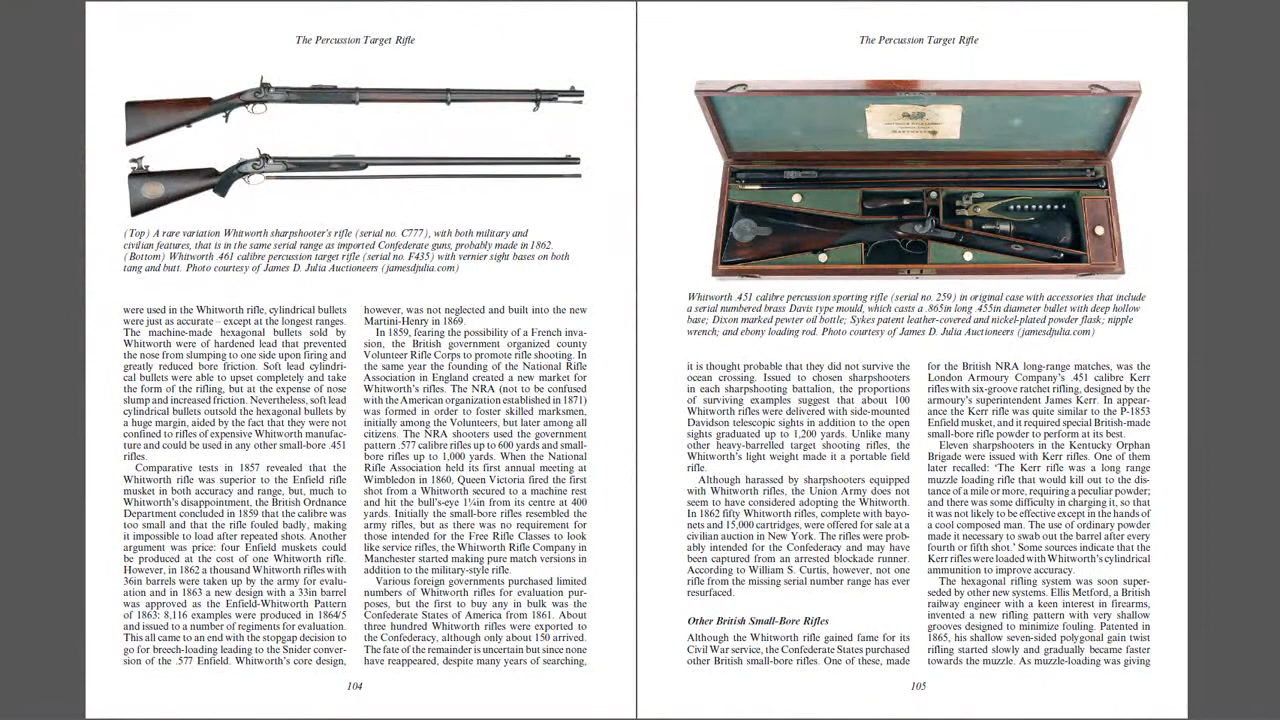 The Percussion Target Rifle
(Top) A rare variation Whitworth sharpshooter's rifle (serial no. C777), with both military and
civilian features, that is in the same serial range as imported Confederate guns, probably made in 1862.
(Bottom) Whitworth .461 calibre percussion target rifle (serial no. F435) with vernier sight bases on both
tang and butt. Photo courtesy of James D. Julia Auctioneers (jamesdjulia.com)
were used in the Whitworth rifle, cylindrical bullets
were just as accurate – except at the longest ranges.
The machine-made hexagonal bullets sold by
Whitworth were of hardened lead that prevented
the nose from slumping to one side upon firing and
greatly reduced bore friction. Soft lead cylindri-
cal bullets were able to upset completely and take
the form of the rifling, but at the expense of nose
slump and increased friction. Nevertheless, soft lead
cylindrical bullets outsold the hexagonal bullets by
a huge margin, aided by the fact that they were not
confined to rifles of expensive Whitworth manufac-
ture and could be used in any other small-bore .451
rifles.
Comparative tests in 1857 revealed that the
Whitworth rifle was superior to the Enfield rifle
musket in both accuracy and range, but, much to
Whitworth's disappointment, the British Ordnance
Department concluded in 1859 that the calibre was
too small and that the rifle fouled badly, making
it impossible to load after repeated shots. Another
argument was price: four Enfield muskets could
be produced at the cost of one Whitworth rifle.
However, in 1862 a thousand Whitworth rifles with
36in barrels were taken up by the army for evalu-
ation and in 1863 a new design with a 33in barrel
was approved as the Enfield-Whitworth Pattern
of 1863: 8,116 examples were produced in 1864/5
and issued to a number of regiments for evaluation.
This all came to an end with the stopgap decision to
go for breech-loading leading to the Snider conver-
sion of the .577 Enfield. Whitworth's core design,
however, was not neglected and built into the new
Martini-Henry in 1869.
In 1859, fearing the possibility of a French inva-
sion, the British government organized county
Volunteer Rifle Corps to promote rifle shooting. In
the same year the founding of the National Rifle
Association in England created a new market for
Whitworth's rifles. The NRA (not to be confused
with the American organization established in 1871)
was formed in order to foster skilled marksmen,
initially among the Volunteers, but later among all
citizens. The NRA shooters used the government
pattern .577 calibre rifles up to 600 yards and small-
bore rifles up to 1,000 yards. When the National
Rifle Association held its first annual meeting at
Wimbledon in 1860, Queen Victoria fired the first
shot from a Whitworth secured to a machine rest
and hit the bull's-eye 1¼in from its centre at 400
yards. Initially the small-bore rifles resembled the
army rifles, but as there was no requirement for
those intended for the Free Rifle Classes to look
like service rifles, the Whitworth Rifle Company in
Manchester started making pure match versions in
addition to the military-style rifle.
Various foreign governments purchased limited
numbers of Whitworth rifles for evaluation pur-
poses, but the first to buy any in bulk was the
Confederate States of America from 1861. About
three hundred Whitworth rifles were exported to
the Confederacy, although only about 150 arrived.
The fate of the remainder is uncertain but since none
have reappeared, despite many years of searching,
104
The Percussion Target Rifle
Whitworth .451 calibre percussion sporting rifle (serial no. 259) in original case with accessories that include
a serial numbered brass Davis type mould, which casts a .865in long .455in diameter bullet with deep hollow
base; Dixon marked pewter oil bottle; Sykes patent leather-covered and nickel-plated powder flask; nipple
wrench; and ebony loading rod. Photo courtesy of James D. Julia Auctioneers (jamesdjulia.com)
it is thought probable that they did not survive the
ocean crossing. Issued to chosen sharpshooters
in each sharpshooting battalion, the proportions
of surviving examples suggest that about 100
Whitworth rifles were delivered with side-mounted
Davidson telescopic sights in addition to the open
sights graduated up to 1,200 yards. Unlike many
other heavy-barrelled target shooting rifles, the
Whitworth's light weight made it a portable field
rifle.
Although harassed by sharpshooters equipped
with Whitworth rifles, the Union Army does not
seem to have considered adopting the Whitworth.
In 1862 fifty Whitworth rifles, complete with bayo-
nets and 15,000 cartridges, were offered for sale at a
civilian auction in New York. The rifles were prob-
ably intended for the Confederacy and may have
been captured from an arrested blockade runner.
According to William S. Curtis, however, not one
rifle from the missing serial number range has ever
resurfaced.
Other British Small-Bore Rifles
Although the Whitworth rifle gained fame for its
Civil War service, the Confederate States purchased
other British small-bore rifles. One of these, made
for the British NRA long-range matches, was the
London Armoury Company's .451 calibre Kerr
rifles with six-groove ratchet rifling, designed by the
armoury's superintendent James Kerr. In appear-
ance the Kerr rifle was quite similar to the P-1853
Enfield musket, and it required special British-made
small-bore rifle powder to perform at its best.
Eleven sharpshooters in the Kentucky Orphan
Brigade were issued with Kerr rifles. One of them
later recalled: 'The Kerr rifle was a long range
muzzle loading rifle that would kill out to the dis-
tance of a mile or more, requiring a peculiar powder;
and there was some difficulty in charging it, so that
it was not likely to be effective except in the hands of
a cool composed man. The use of ordinary powder
made it necessary to swab out the barrel after every
fourth or fifth shot.' Some sources indicate that the
Kerr rifles were loaded with Whitworth's cylindrical
ammunition to improve accuracy.
The hexagonal rifling system was soon super-
seded by other new systems. Ellis Metford, a British
railway engineer with a keen interest in firearms,
invented a new rifling pattern with very shallow
grooves designed to minimize fouling. Patented in
1865, his shallow seven-sided polygonal gain twist
rifling started slowly and gradually became faster
towards the muzzle. As muzzle-loading was giving
105